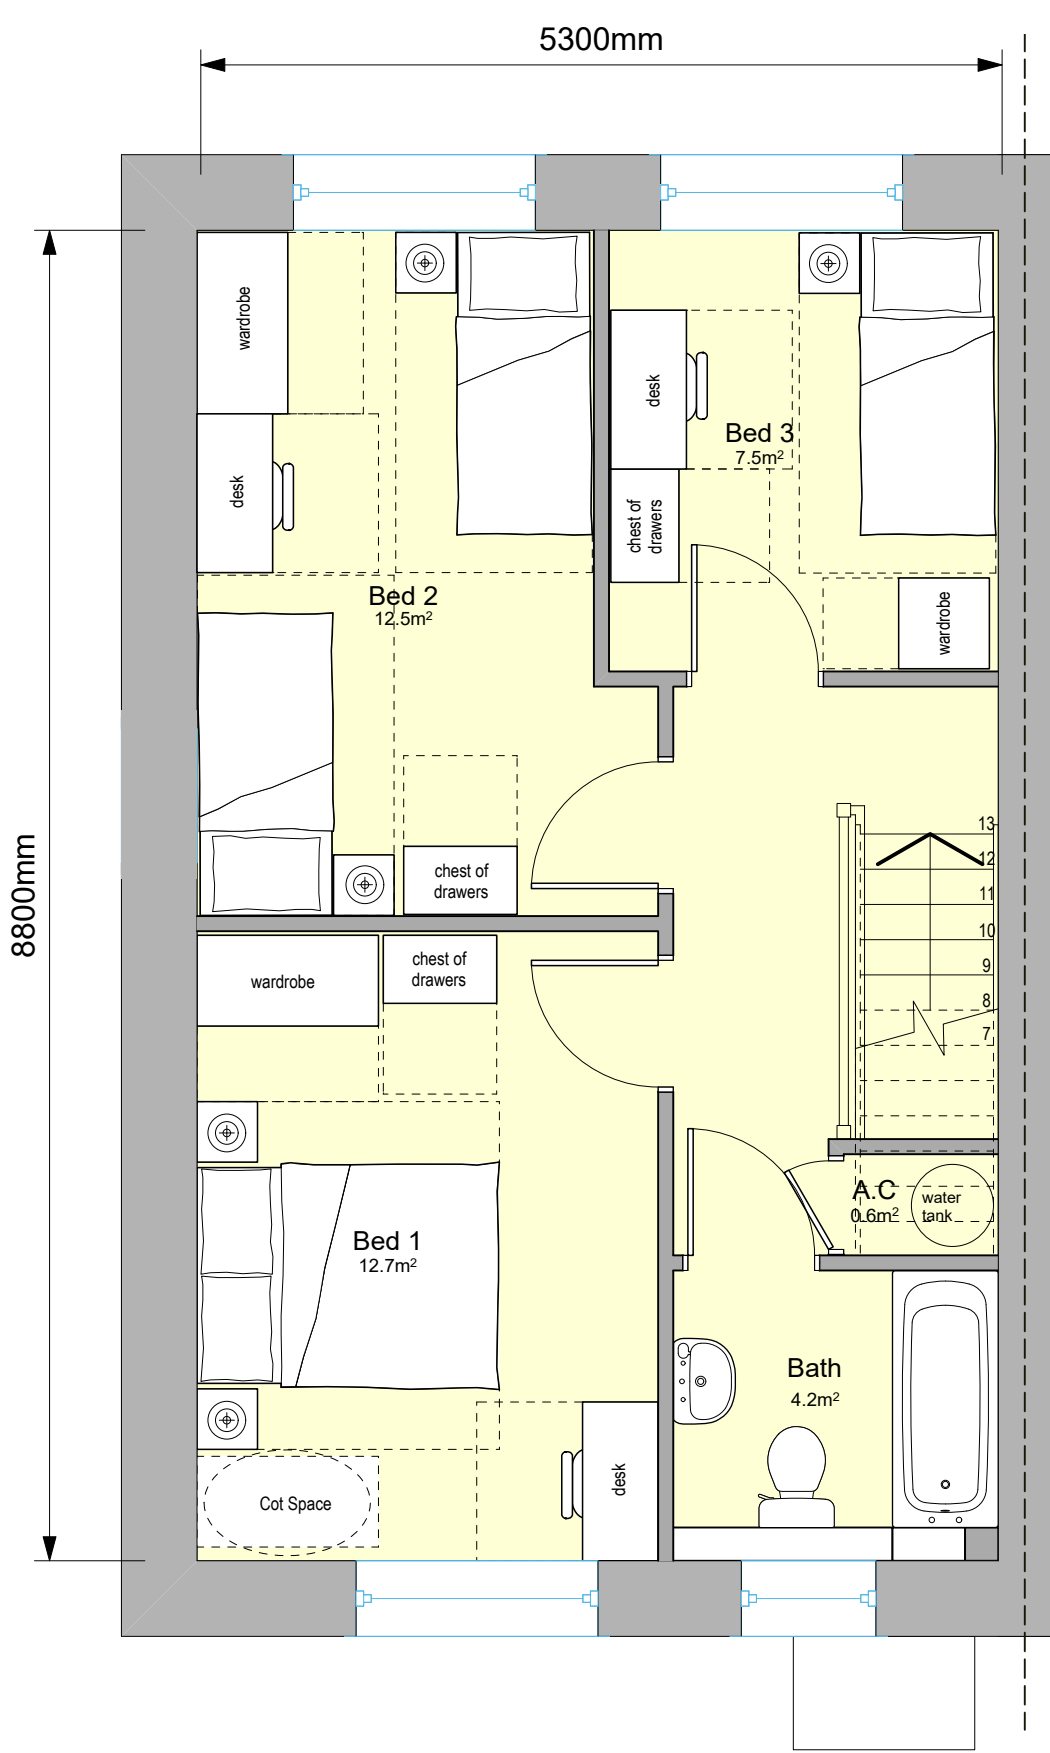 5300mm
8800mm
wardrobe
desk
Bed 2
12.5m²
chest of
drawers
desk
Bed 3
7.5m²
chest of
drawers
wardrobe
13
12
11
10
9
8
7
wardrobe
chest of
drawers
Bed 1
12.7m²
Cot Space
desk
A.C
0.6m²
water
tank
Bath
4.2m²